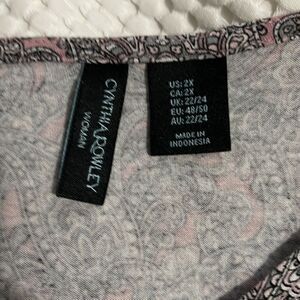 CYNTHIA ROWLEY
WOMAN
US: 2X
CA: 2X
UK: 22/24
EU: 48/50
AU: 22/24
MADE IN
INDONESIA